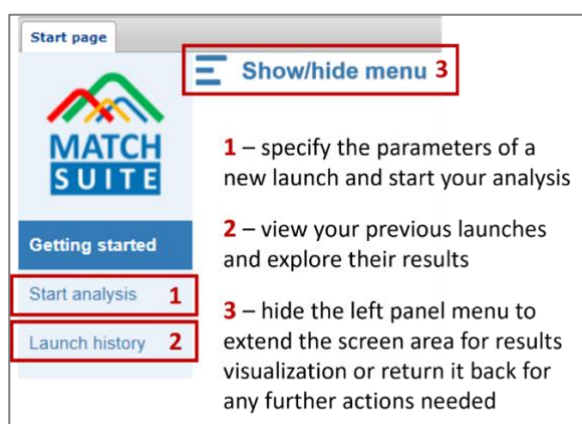 Start page
Show/hide menu 3
MATCH
SUITE
1 – specify the parameters of a
new launch and start your analysis
Getting started
2 – view your previous launches
and explore their results
Start analysis 1
Launch history 2
3 – hide the left panel menu to
extend the screen area for results
visualization or return it back for
any further actions needed